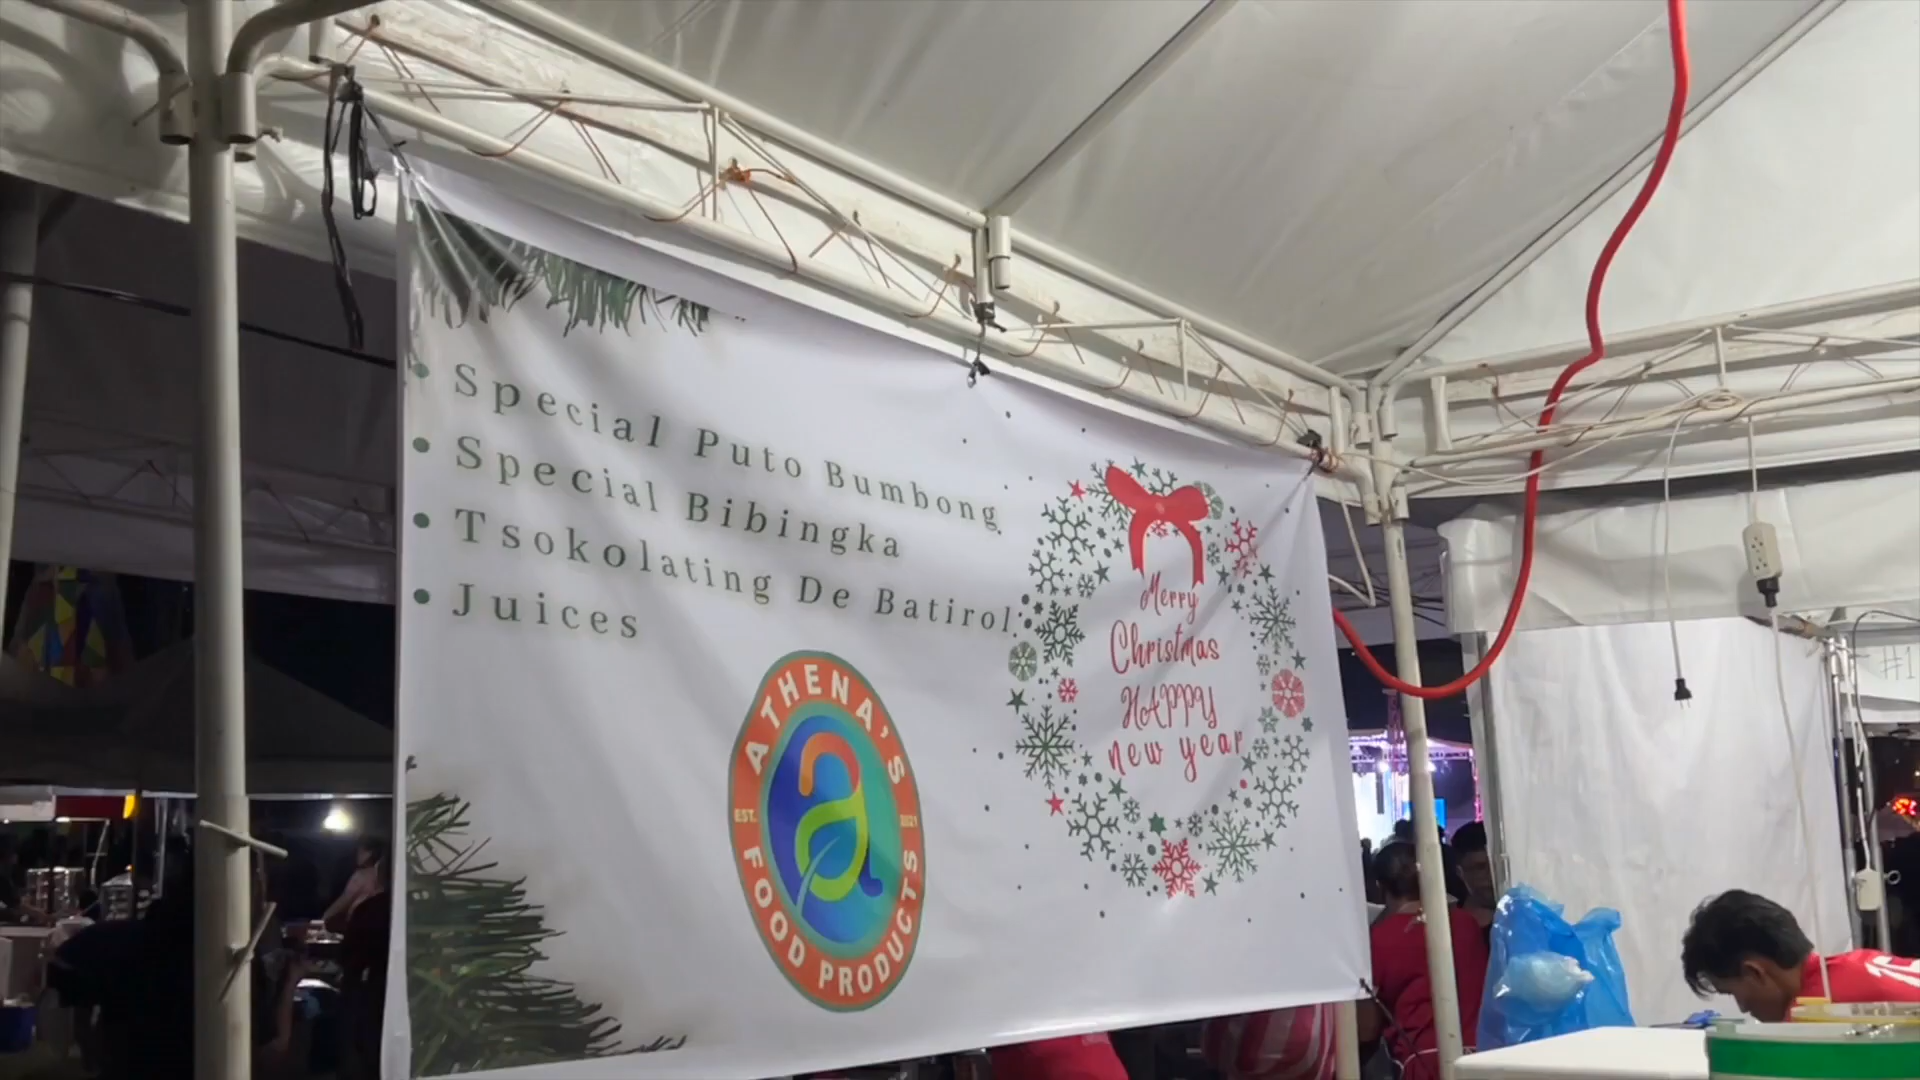 Special Puto Bumbong
Special Bibingka
Tsokolating De Batirol
Juices
Merry
Christmas
HAPPY
new year
ATHENA'S
EST. 2021
FOOD PRODUCTS
#1